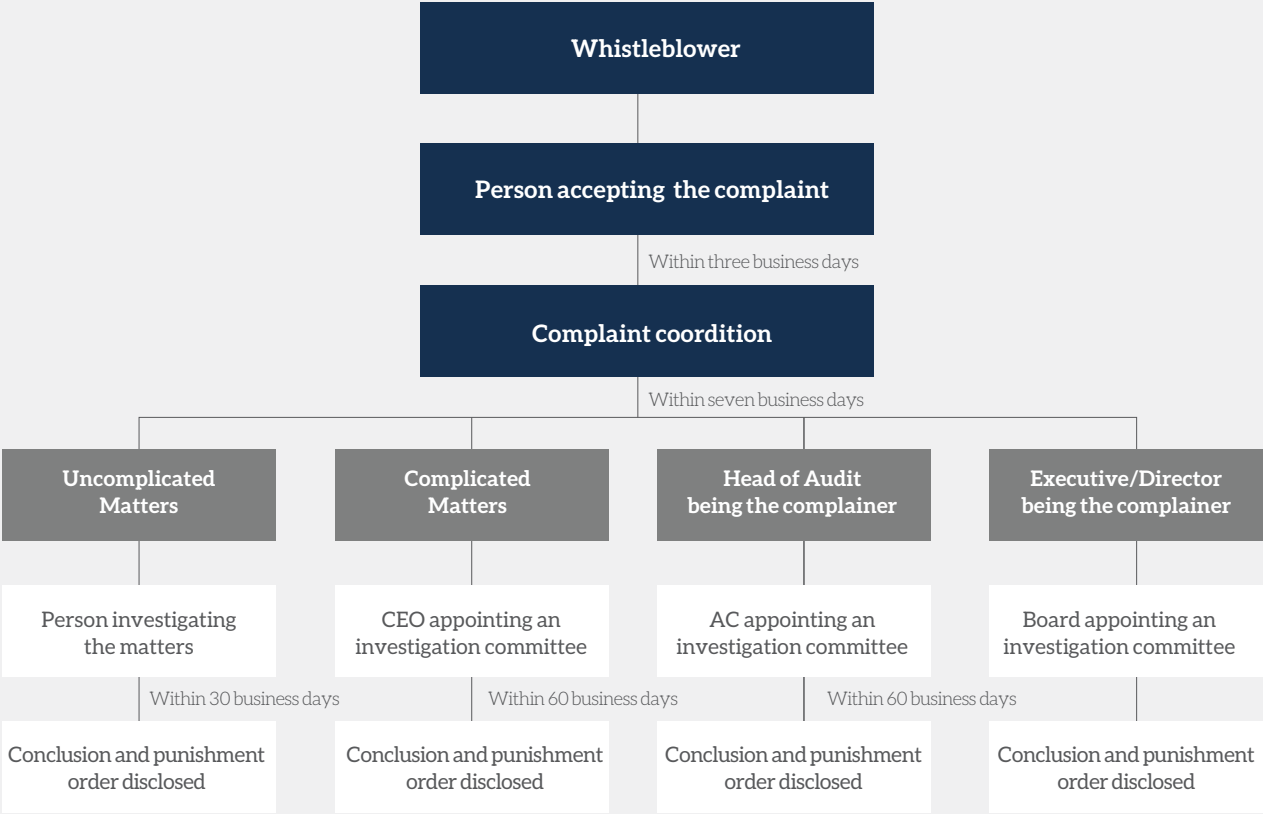 Whistleblower
Person accepting the complaint
Within three business days
Complaint coordition
Within seven business days
Uncomplicated
Matters
Complicated
Matters
Head of Audit
being the complainer
Executive/Director
being the complainer
Person investigating
the matters
CEO appointing an
investigation committee
AC appointing an
investigation committee
Board appointing an
investigation committee
Within 30 business days
Within 60 business days
Within 60 business days
Conclusion and punishment
order disclosed
Conclusion and punishment
order disclosed
Conclusion and punishment
order disclosed
Conclusion and punishment
order disclosed